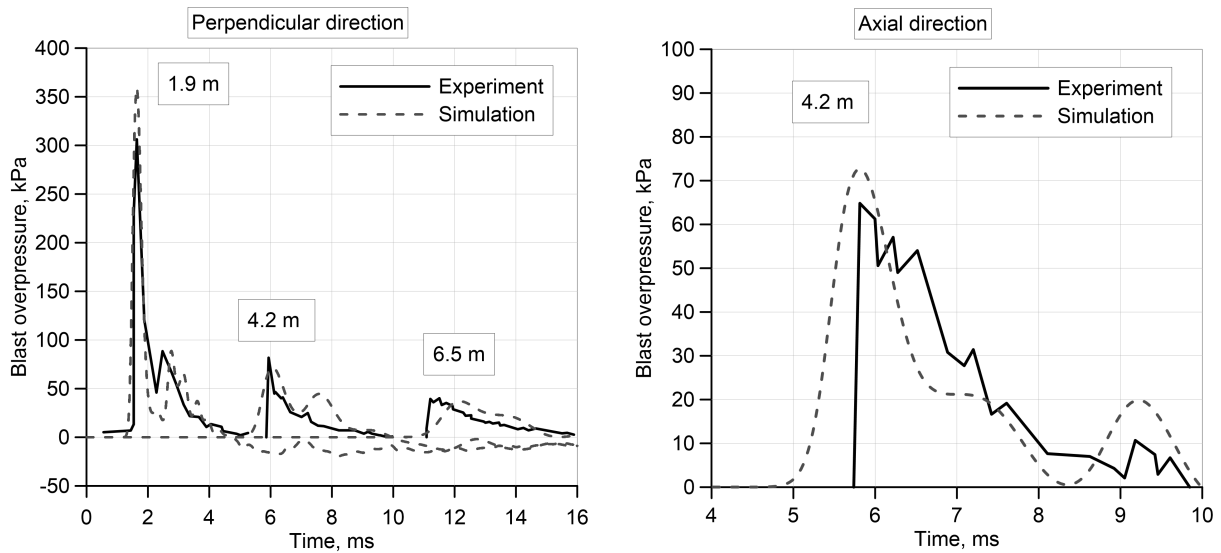 Perpendicular direction
400
350
300
250
200
150
100
50
0
-50
Blast overpressure, kPa
1.9 m
4.2 m
6.5 m
Experiment
Simulation
0 2 4 6 8 10 12 14 16
Time, ms
Axial direction
100
90
80
70
60
50
40
30
20
10
0
Blast overpressure, kPa
4.2 m
Experiment
Simulation
4 5 6 7 8 9 10
Time, ms